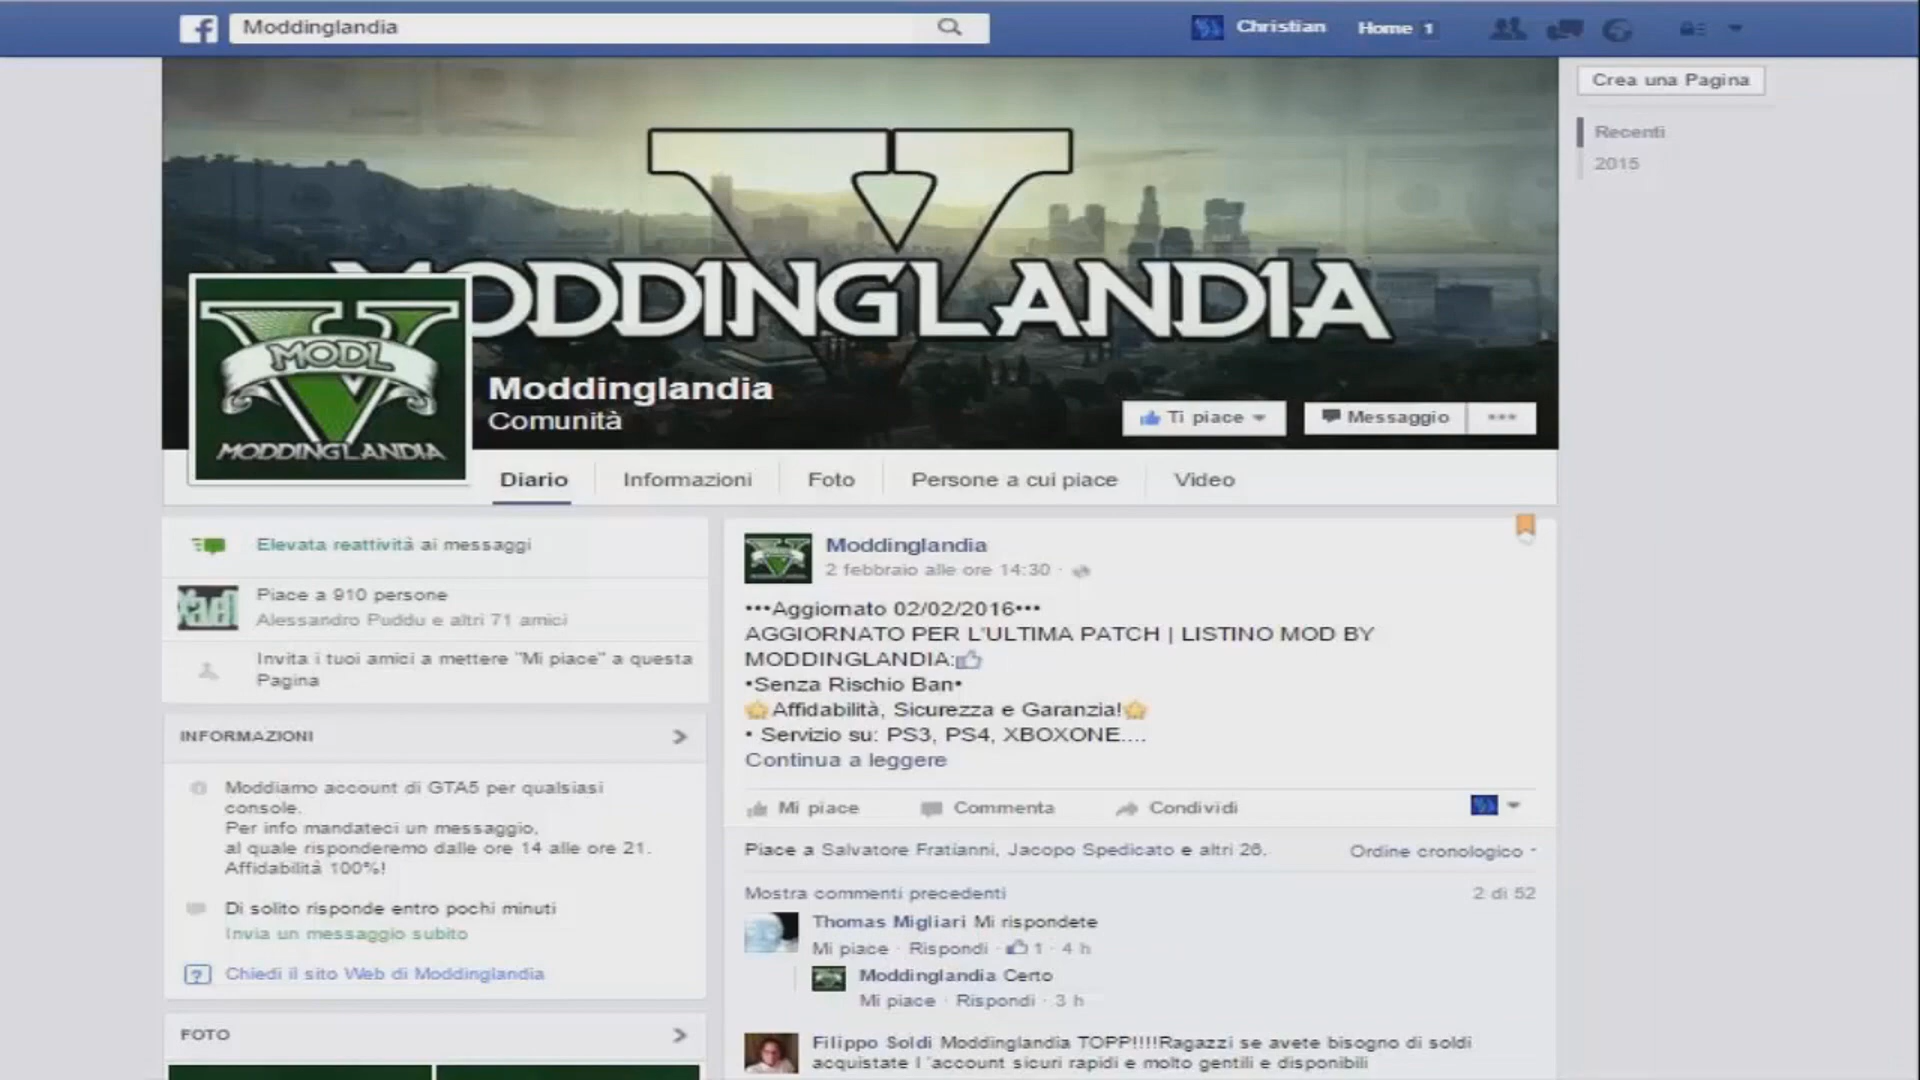 Moddinglandia
Christian
Home 1
Crea una Pagina
Recenti
2015
MODDINGLANDIA
MODL
MODDINGLANDIA
Moddinglandia
Comunità
Ti piace
Messaggio
Diario
Informazioni
Foto
Persone a cui piace
Video
Elevata reattività ai messaggi
Piace a 910 persone
Alessandro Puddu e altri 71 amici
Invita i tuoi amici a mettere "Mi piace" a questa
Pagina
INFORMAZIONI
Moddiamo account di GTA5 per qualsiasi
console.
Per info mandateci un messaggio,
al quale risponderemo dalle ore 14 alle ore 21.
Affidabilità 100%!
Di solito risponde entro pochi minuti
Invia un messaggio subito
Chiedi il sito Web di Moddinglandia
FOTO
Moddinglandia
2 febbraio alle ore 14:30 ·
•••Aggiornato 02/02/2016•••
AGGIORNATO PER L'ULTIMA PATCH | LISTINO MOD BY
MODDINGLANDIA:
•Senza Rischio Ban•
Affidabilità, Sicurezza e Garanzia!
• Servizio su: PS3, PS4, XBOXONE....
Continua a leggere
Mi piace
Commenta
Condividi
Piace a Salvatore Fratianni, Jacopo Spedicato e altri 26.
Ordine cronologico
Mostra commenti precedenti
2 di 52
Thomas Migliari Mi rispondete
Mi piace · Rispondi · 1 · 4 h
Moddinglandia Certo
Mi piace · Rispondi · 3 h
Filippo Soldi Moddinglandia TOPP!!!!Ragazzi se avete bisogno di soldi
acquistate l 'account sicuri rapidi e molto gentili e disponibili